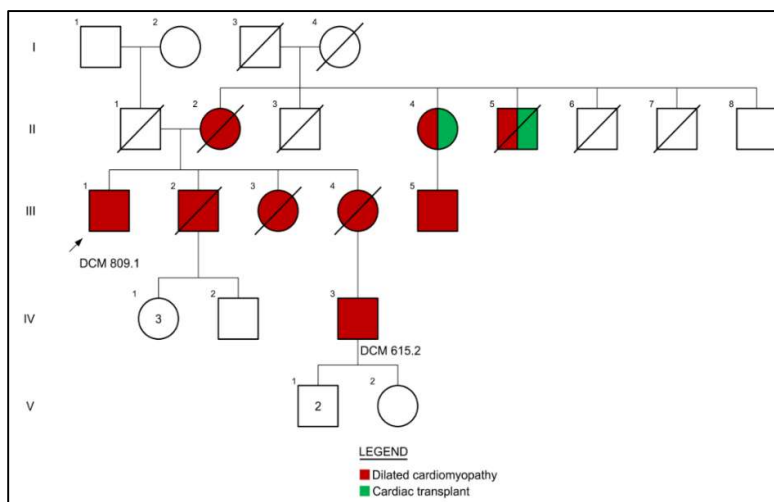 1 2 3 4
I
1 2 3 4 5 6 7 8
II
1 2 3 4 5
III
DCM 809.1
1 2 3
IV
3
DCM 615.2
1 2
V
2
LEGEND
Dilated cardiomyopathy
Cardiac transplant